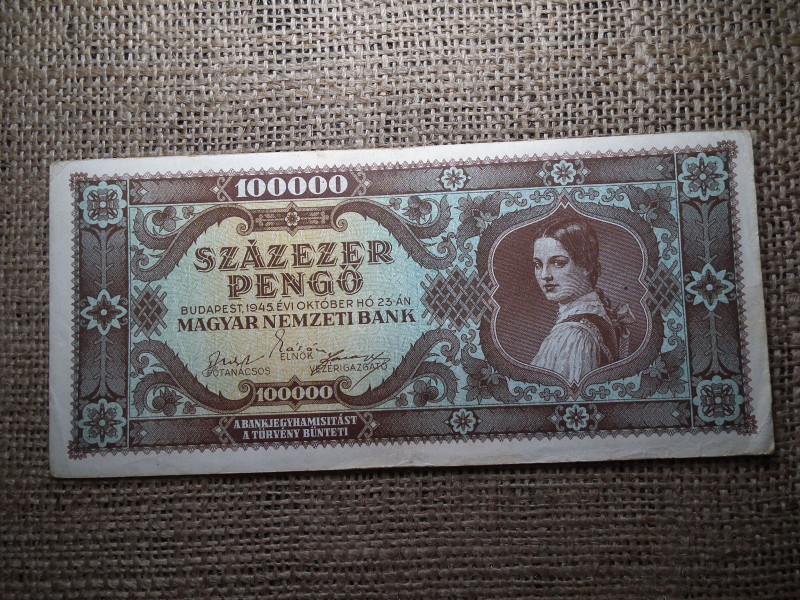 100000
SZÁZEZER
PENGŐ
BUDAPEST, 1945. ÉVI OKTÓBER HÓ 23-ÁN
MAGYAR NEMZETI BANK
FŐTANÁCSOS
ELNÖK
VEZÉRIGAZGATÓ
100000
A BANKJEGYHAMISITÁST
A TÖRVÉNY BÜNTETI